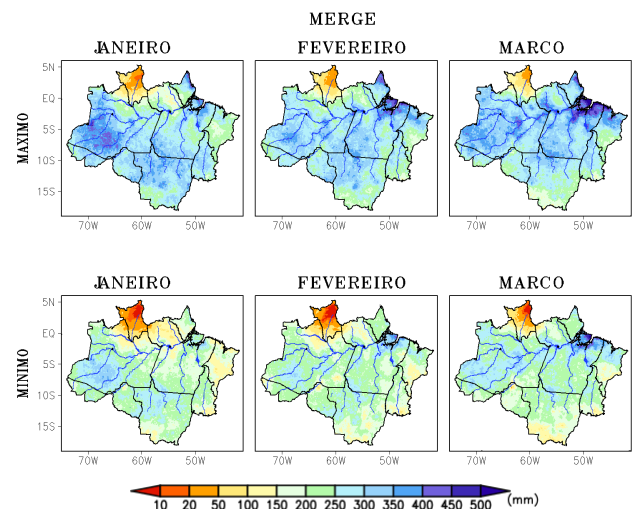 MERGE
JANEIRO FEVEREIRO MARCO
MAXIMO
5N
EQ
5S
10S
15S
70W 60W 50W 70W 60W 50W 70W 60W 50W
JANEIRO FEVEREIRO MARCO
MINIMO
5N
EQ
5S
10S
15S
70W 60W 50W 70W 60W 50W 70W 60W 50W
10 20 50 100 150 200 250 300 350 400 450 500 (mm)